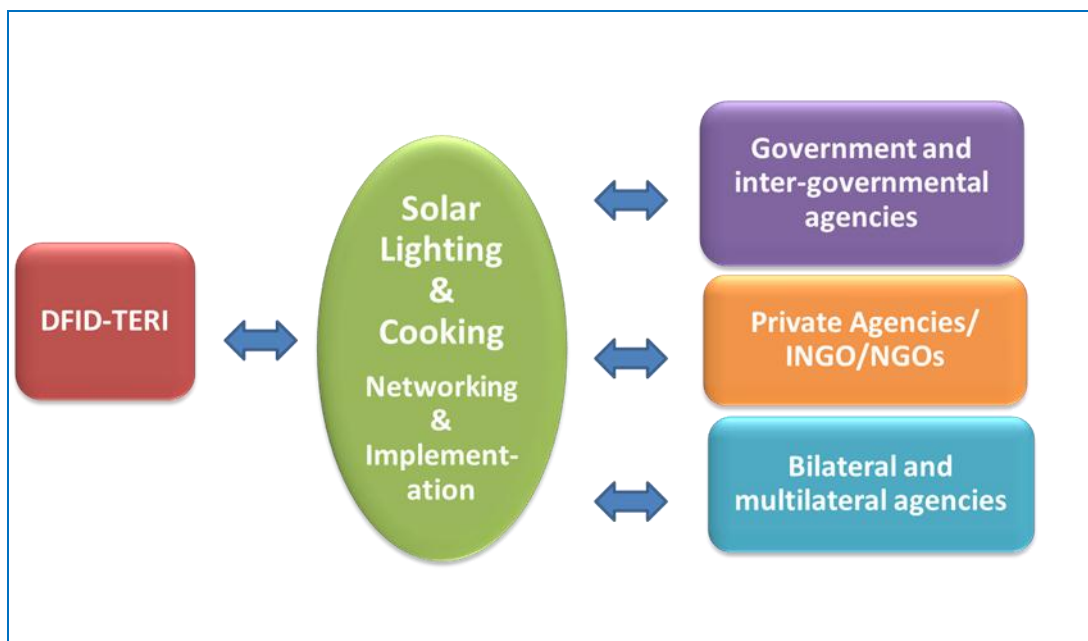 DFID-TERI
Solar
Lighting
&
Cooking
Networking
&
Implement-
ation
Government and
inter-governmental
agencies
Private Agencies/
INGO/NGOs
Bilateral and
multilateral agencies